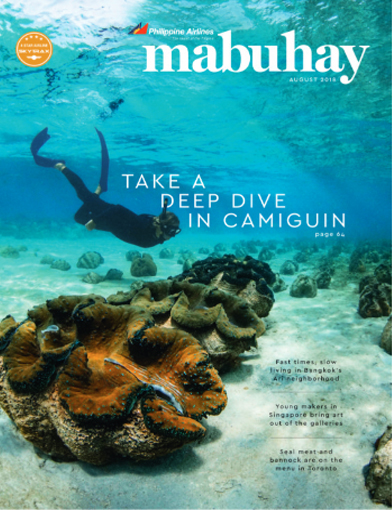 Philippine Airlines
mabuhay
AUGUST 2018
TAKE A
DEEP DIVE
IN CAMIGUIN
page 64
Fast times, slow
living in Bangkok's
Ari neighborhood
Young makers in
Singapore bring art
out of the galleries
Seal meat and
bannock are on the
menu in Toronto